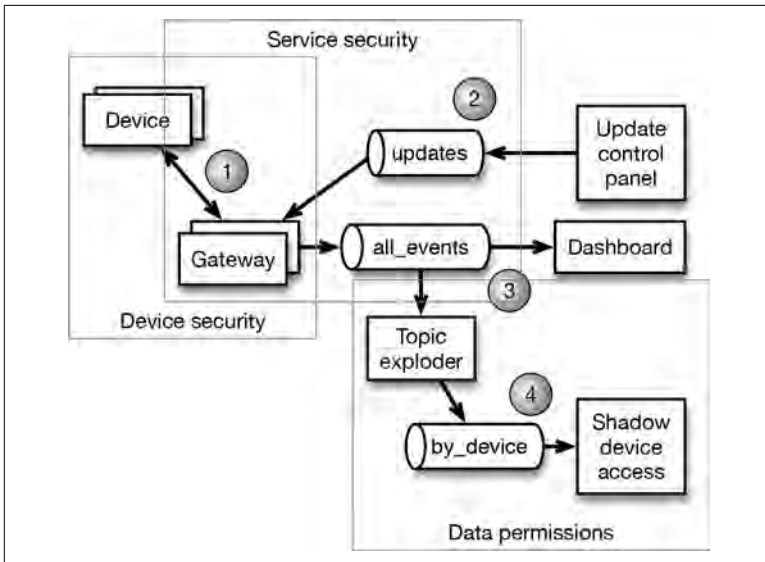 Service security
Device
1
2
updates
Update
control
panel
Gateway
all_events
Dashboard
3
Device security
Topic
exploder
4
by_device
Shadow
device
access
Data permissions